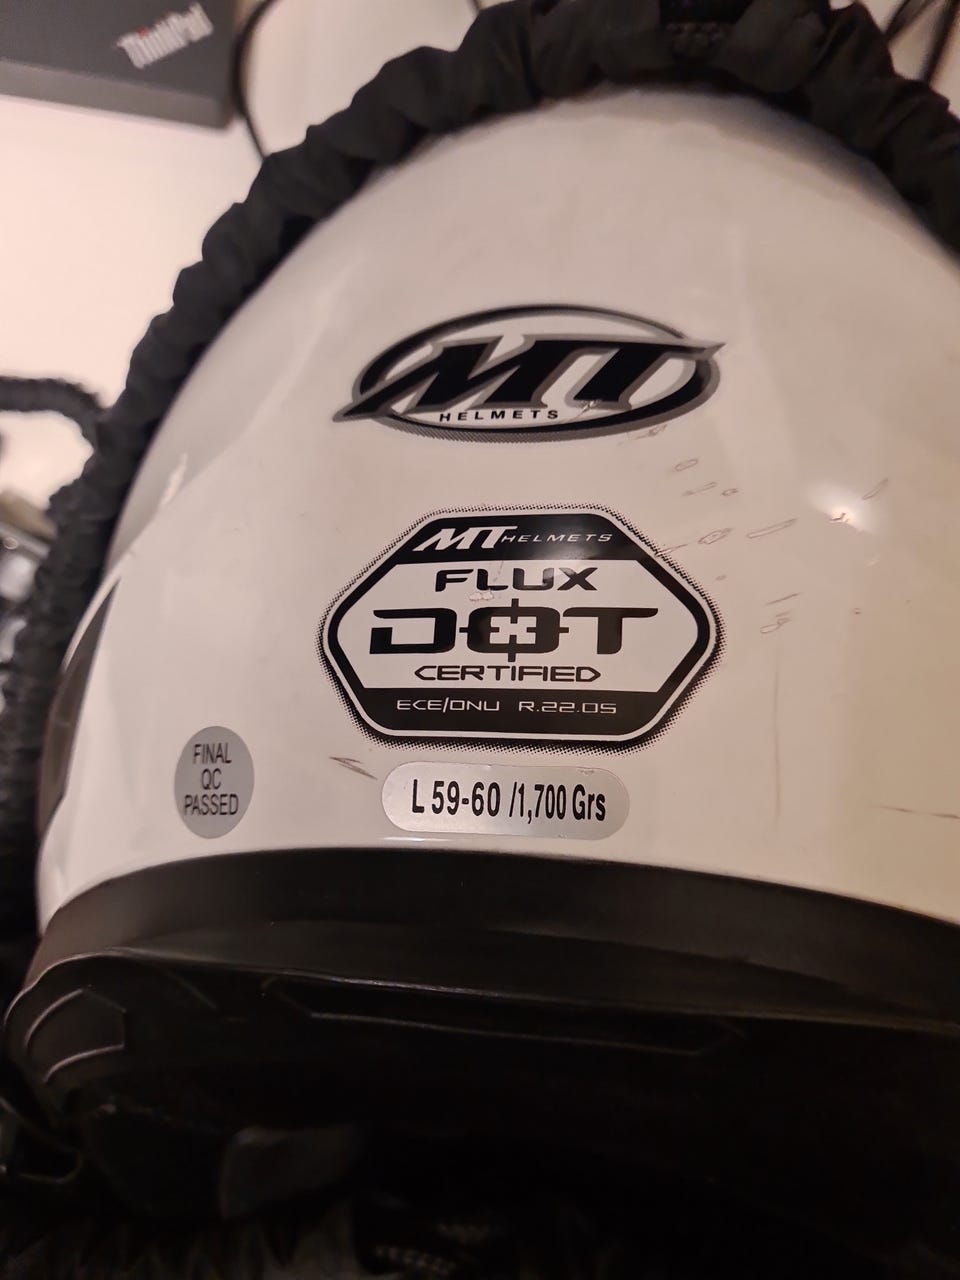 ThinkPad
MT
HELMETS
MT HELMETS
FLUX
DOT
CERTIFIED
ECE/ONU R.22.05
FINAL
QC
PASSED
L 59-60 /1,700 Grs